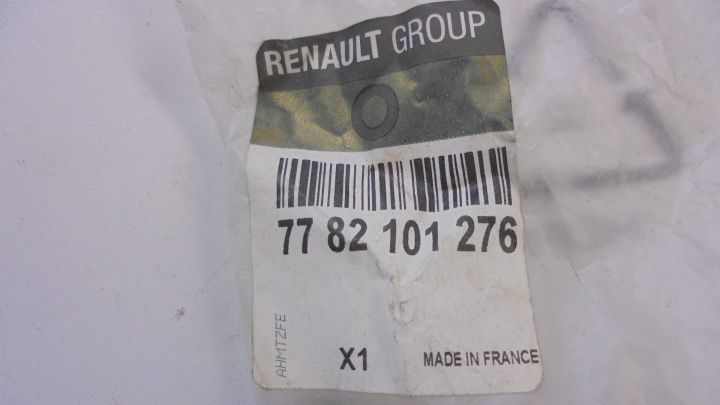 RENAULT GROUP
77 82 101 276
AHMTZFE
X1 MADE IN FRANCE